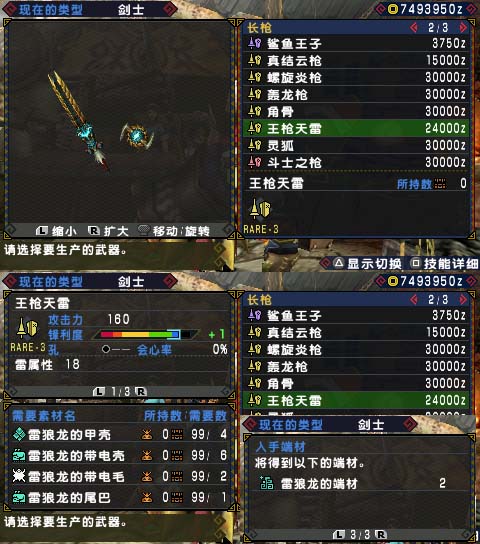 现在的类型 剑士
7493950z
长枪 2/3
鲨鱼王子 3750z
真结云枪 15000z
螺旋炎枪 30000z
轰龙枪 30000z
角骨 30000z
王枪天雷 24000z
灵狐 30000z
斗士之枪 30000z
王枪天雷 所持数 0
RARE-3
L 缩小 R 扩大 移动/旋转
请选择要生产的武器。
△显示切换 □技能详细
现在的类型 剑士
7493950z
王枪天雷
攻击力 160
锋利度 +1
RARE-3
孔 ●ーー 会心率 0%
雷属性 18
L 1/3 R
长枪 2/3
鲨鱼王子 3750z
真结云枪 15000z
螺旋炎枪 30000z
轰龙枪 30000z
角骨 30000z
王枪天雷 24000z
需要素材名 所持数/需要数
雷狼龙的甲壳 0 99/ 4
雷狼龙的带电壳 0 99/ 6
雷狼龙的带电毛 0 99/ 2
雷狼龙的尾巴 0 99/ 1
请选择要生产的武器。
现在的类型 剑士
入手端材
将得到以下的端材。
雷狼龙的端材 2
L 3/3 R